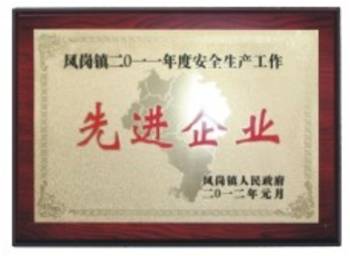 凤岗镇二〇一一年度安全生产工作
先进企业
凤岗镇人民政府
二〇一二年元月